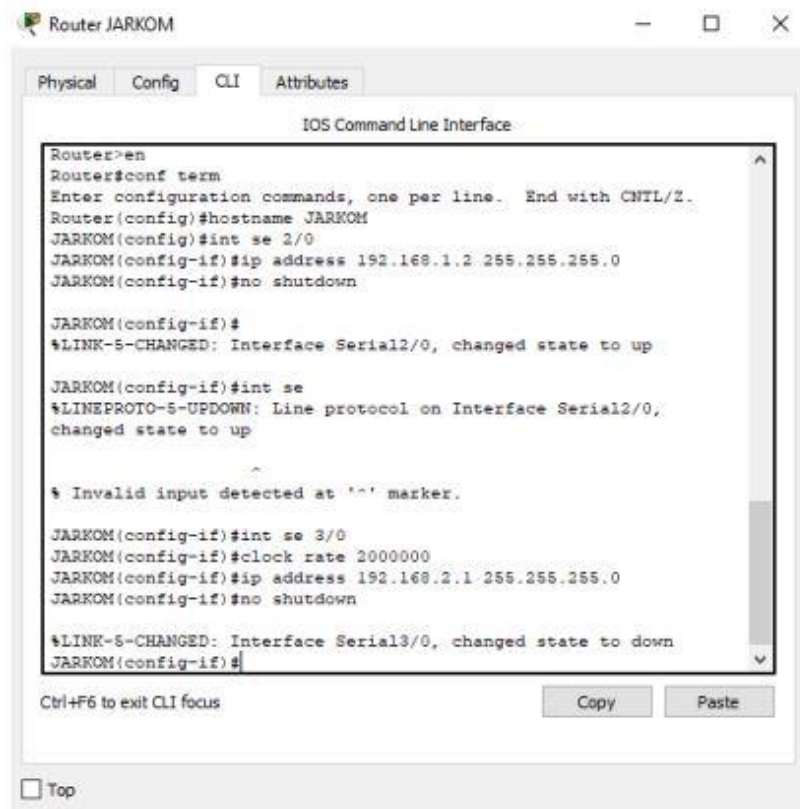 Router JARKOM
Physical Config CLI Attributes
IOS Command Line Interface
Router>en
Router#conf term
Enter configuration commands, one per line. End with CNTL/Z.
Router(config)#hostname JARKOM
JARKOM(config)#int se 2/0
JARKOM(config-if)#ip address 192.168.1.2 255.255.255.0
JARKOM(config-if)#no shutdown
JARKOM(config-if)#
%LINK-5-CHANGED: Interface Serial2/0, changed state to up
JARKOM(config-if)#int se
%LINEPROTO-5-UPDOWN: Line protocol on Interface Serial2/0,
changed state to up
^
% Invalid input detected at '^' marker.
JARKOM(config-if)#int se 3/0
JARKOM(config-if)#clock rate 2000000
JARKOM(config-if)#ip address 192.168.2.1 255.255.255.0
JARKOM(config-if)#no shutdown
%LINK-5-CHANGED: Interface Serial3/0, changed state to down
JARKOM(config-if)#
Ctrl+F6 to exit CLI focus Copy Paste
Top